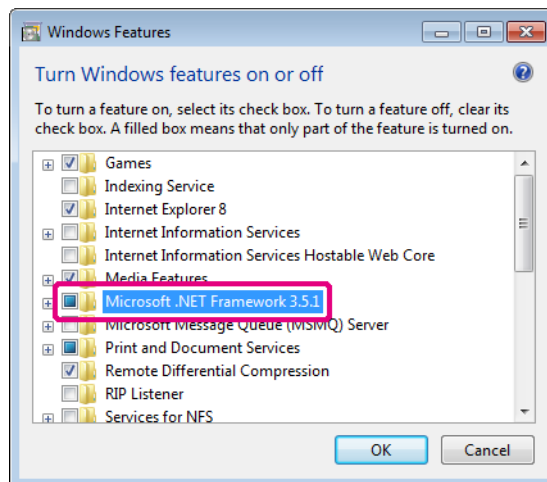 Windows Features
Turn Windows features on or off
To turn a feature on, select its check box. To turn a feature off, clear its
check box. A filled box means that only part of the feature is turned on.
Games
Indexing Service
Internet Explorer 8
Internet Information Services
Internet Information Services Hostable Web Core
Media Features
Microsoft .NET Framework 3.5.1
Microsoft Message Queue (MSMQ) Server
Print and Document Services
Remote Differential Compression
RIP Listener
Services for NFS
OK
Cancel